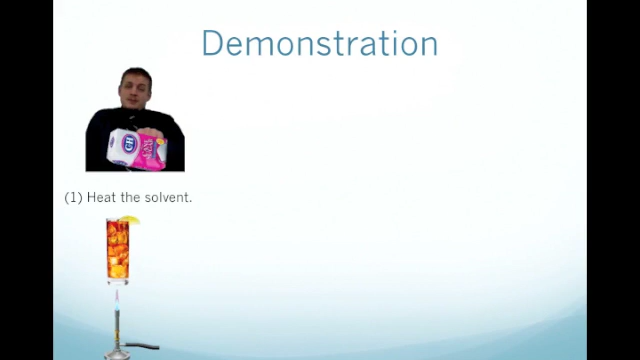 Demonstration
C&H
(1) Heat the solvent.